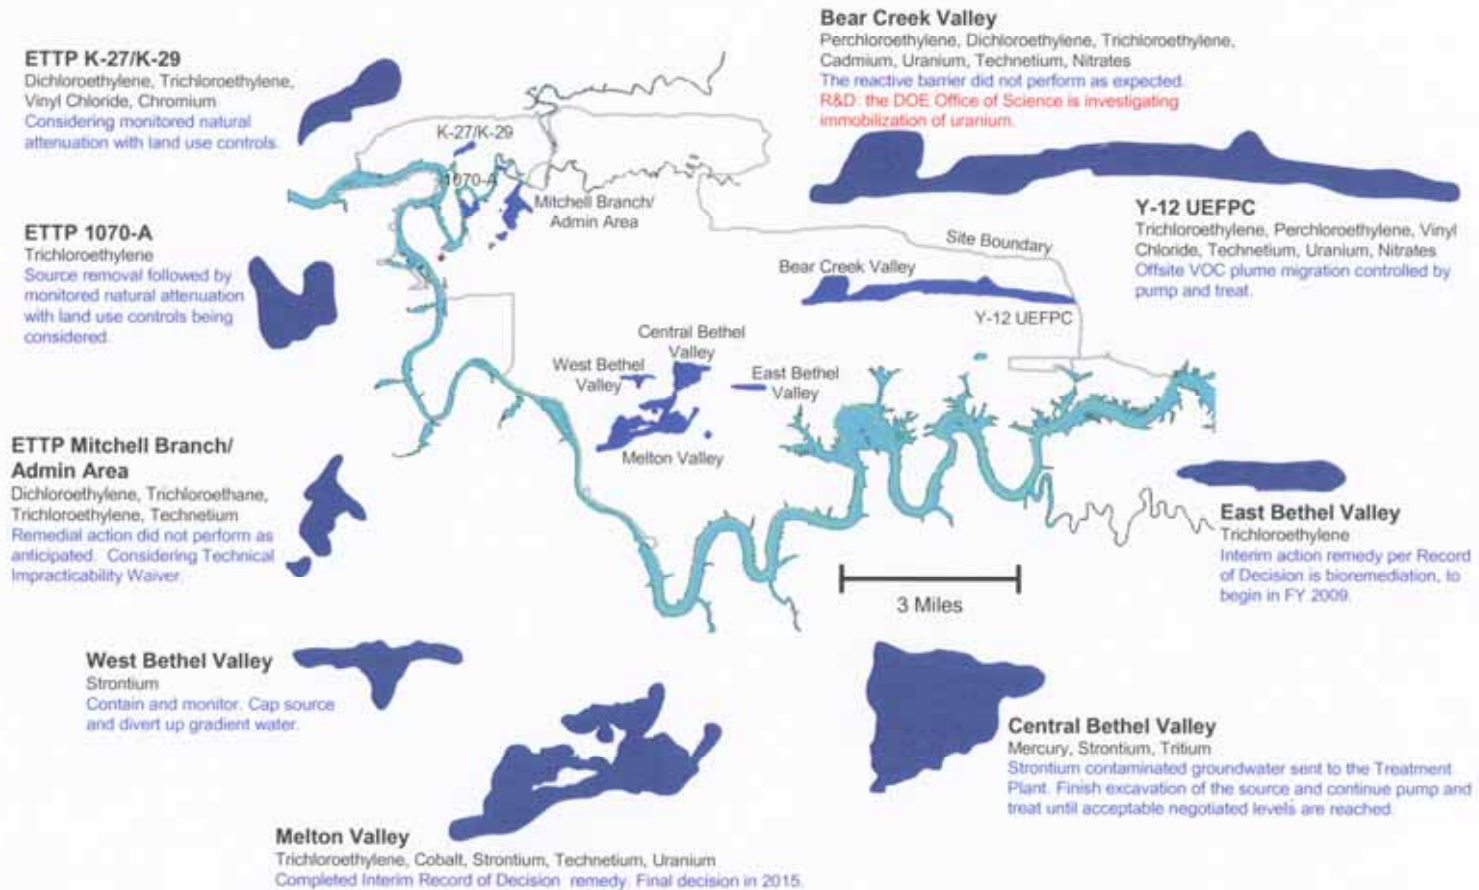 Bear Creek Valley
Perchloroethylene, Dichloroethylene, Trichloroethylene,
Cadmium, Uranium, Technetium, Nitrates
The reactive barrier did not perform as expected.
R&D: the DOE Office of Science is investigating
immobilization of uranium.
ETTP K-27/K-29
Dichloroethylene, Trichloroethylene,
Vinyl Chloride, Chromium
Considering monitored natural
attenuation with land use controls.
K-27/K-29
1070-A
Mitchell Branch/
Admin Area
Y-12 UEFPC
Trichloroethylene, Perchloroethylene, Vinyl
Chloride, Technetium, Uranium, Nitrates
Offsite VOC plume migration controlled by
pump and treat.
ETTP 1070-A
Trichloroethylene
Source removal followed by
monitored natural attenuation
with land use controls being
considered.
Site Boundary
Bear Creek Valley
Y-12 UEFPC
Central Bethel
Valley
West Bethel
Valley
East Bethel
Valley
Melton Valley
ETTP Mitchell Branch/
Admin Area
Dichloroethylene, Trichloroethane,
Trichloroethylene, Technetium
Remedial action did not perform as
anticipated. Considering Technical
Impracticability Waiver.
East Bethel Valley
Trichloroethylene
Interim action remedy per Record
of Decision is bioremediation, to
begin in FY 2009.
3 Miles
West Bethel Valley
Strontium
Contain and monitor. Cap source
and divert up gradient water.
Central Bethel Valley
Mercury, Strontium, Tritium
Strontium contaminated groundwater sent to the Treatment
Plant. Finish excavation of the source and continue pump and
treat until acceptable negotiated levels are reached.
Melton Valley
Trichloroethylene, Cobalt, Strontium, Technetium, Uranium
Completed Interim Record of Decision remedy. Final decision in 2015.